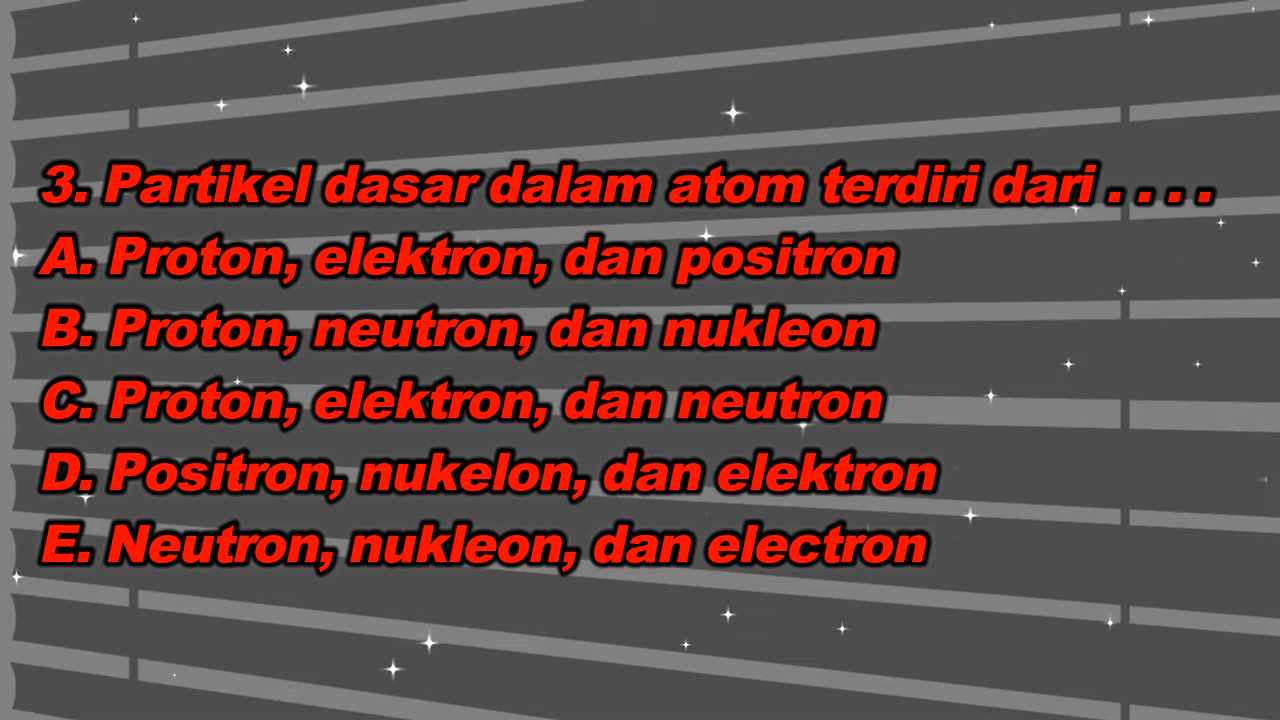 3. Partikel dasar dalam atom terdiri dari . . . .
A. Proton, elektron, dan positron
B. Proton, neutron, dan nukleon
C. Proton, elektron, dan neutron
D. Positron, nukelon, dan elektron
E. Neutron, nukleon, dan electron